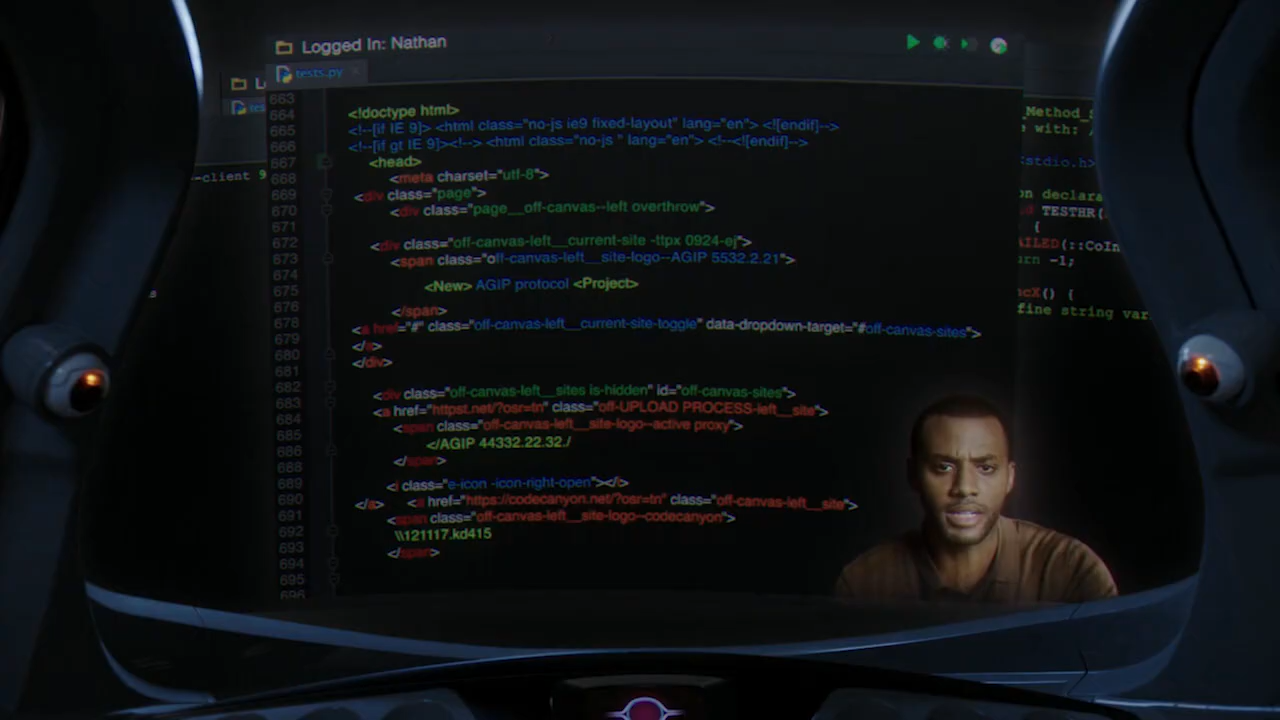 Logged In: Nathan
tests.py
663
664 <!doctype html>
665 <!--[if IE 9]> <html class="no-js ie9 fixed-layout" lang="en"> <![endif]-->
666 <!--[if gt IE 9]><!--> <html class="no-js " lang="en"> <!--<![endif]-->
667 <head>
668 <meta charset="utf-8">
669 <div class="page">
670 <div class="page__off-canvas--left overthrow">
671
672 <div class="off-canvas-left__current-site -ttpx 0924-ej">
673 <span class="off-canvas-left__site-logo--AGIP 5532.2.21">
674
675 <New> AGIP protocol <Project>
676 </span>
678 <a href="#" class="off-canvas-left__current-site-toggle" data-dropdown-target="#off-canvas-sites">
679 </a>
680 </div>
681
682 <div class="off-canvas-left__sites is-hidden" id="off-canvas-sites">
683 <a href="httpst.net/?osr=tn" class="off-UPLOAD PROCESS-left__site">
684 <span class="off-canvas-left__site-logo--active proxy">
685 </AGIP 44332.22.32./
686 </span>
688
689 <i class="e-icon -icon-right-open"></i>
690 </a> <a href="https://codecanyon.net/?osr=tn" class="off-canvas-left__site">
691 <span class="off-canvas-left__site-logo--codecanyon">
692 \\121117.kd415
693 </span>
694
695
696
-client 9
_Method_
with:
<stdio.h>
declara
TESTHR(
{
AILED(::CoIn
urn -1;
ocX() {
fine string var